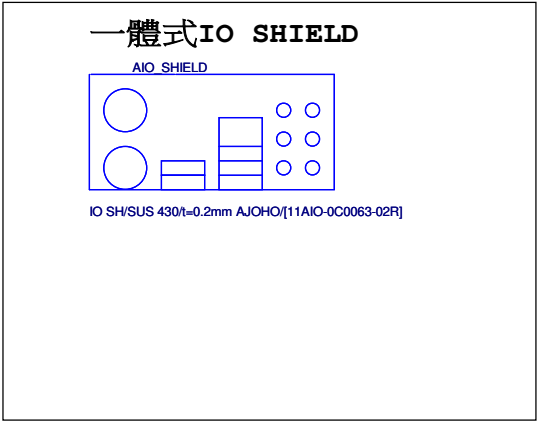 一體式IO SHIELD
AIO_SHIELD
IO SH/SUS 430/t=0.2mm AJOHO/[11AIO-0C0063-02R]